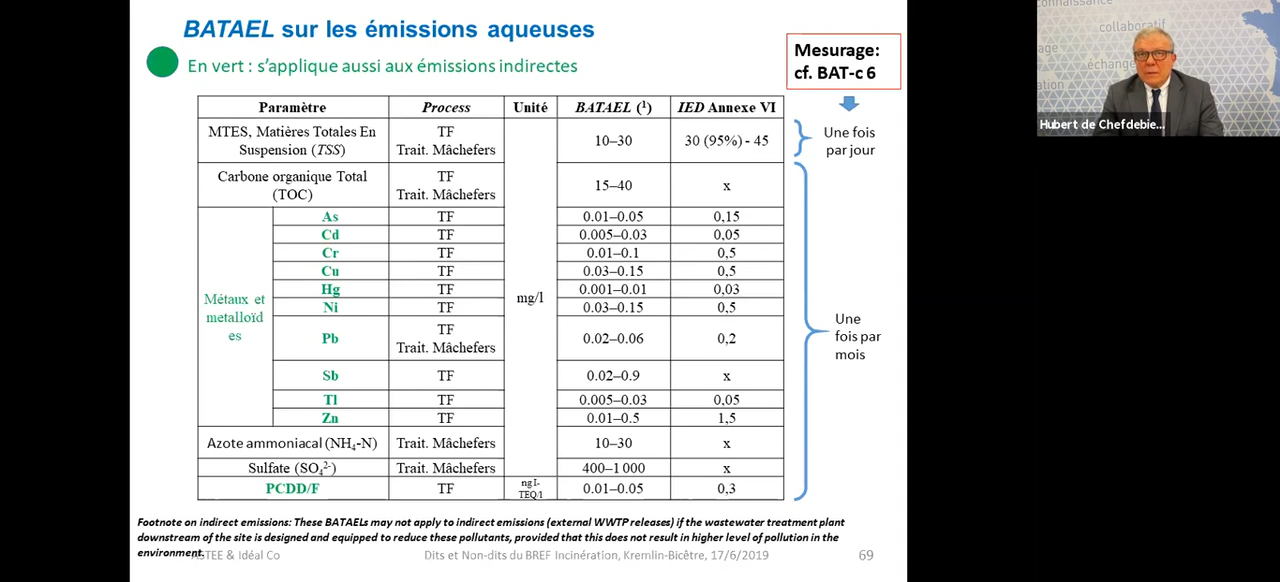 BATAEL sur les émissions aqueuses
En vert : s’applique aussi aux émissions indirectes
Mesurage:
cf. BAT-c 6
Paramètre Process Unité BATAEL (¹) IED Annexe VI
MTES, Matières Totales En
Suspension (TSS)
TF
Trait. Mâchefers
10–30
30 (95%) - 45
Une fois
par jour
Carbone organique Total
(TOC)
TF
Trait. Mâchefers
15–40
x
Métaux et
metalloïd
es
mg/l
As TF 0.01–0.05 0,15
Cd TF 0.005–0.03 0,05
Cr TF 0.01–0.1 0,5
Cu TF 0.03–0.15 0,5
Hg TF 0.001–0.01 0,03
Ni TF 0.03–0.15 0,5
Pb
TF
Trait. Mâchefers
0.02–0.06
0,2
Sb TF 0.02–0.9 x
Tl TF 0.005–0.03 0,05
Zn TF 0.01–0.5 1,5
Une
fois par
mois
Azote ammoniacal (NH₄-N) Trait. Mâchefers 10–30 x
Sulfate (SO₄²⁻) Trait. Mâchefers 400–1 000 x
PCDD/F TF
ng I-
TEQ/l
0.01–0.05 0,3
Footnote on indirect emissions: These BATAELs may not apply to indirect emissions (external WWTP releases) if the wastewater treatment plant
downstream of the site is designed and equipped to reduce these pollutants, provided that this does not result in higher level of pollution in the
environment.
STEE & Idéal Co
Dits et Non-dits du BREF Incinération, Kremlin-Bicêtre, 17/6/2019
69
connaissance
collaboratif
échange
Hubert de Chefdebie...